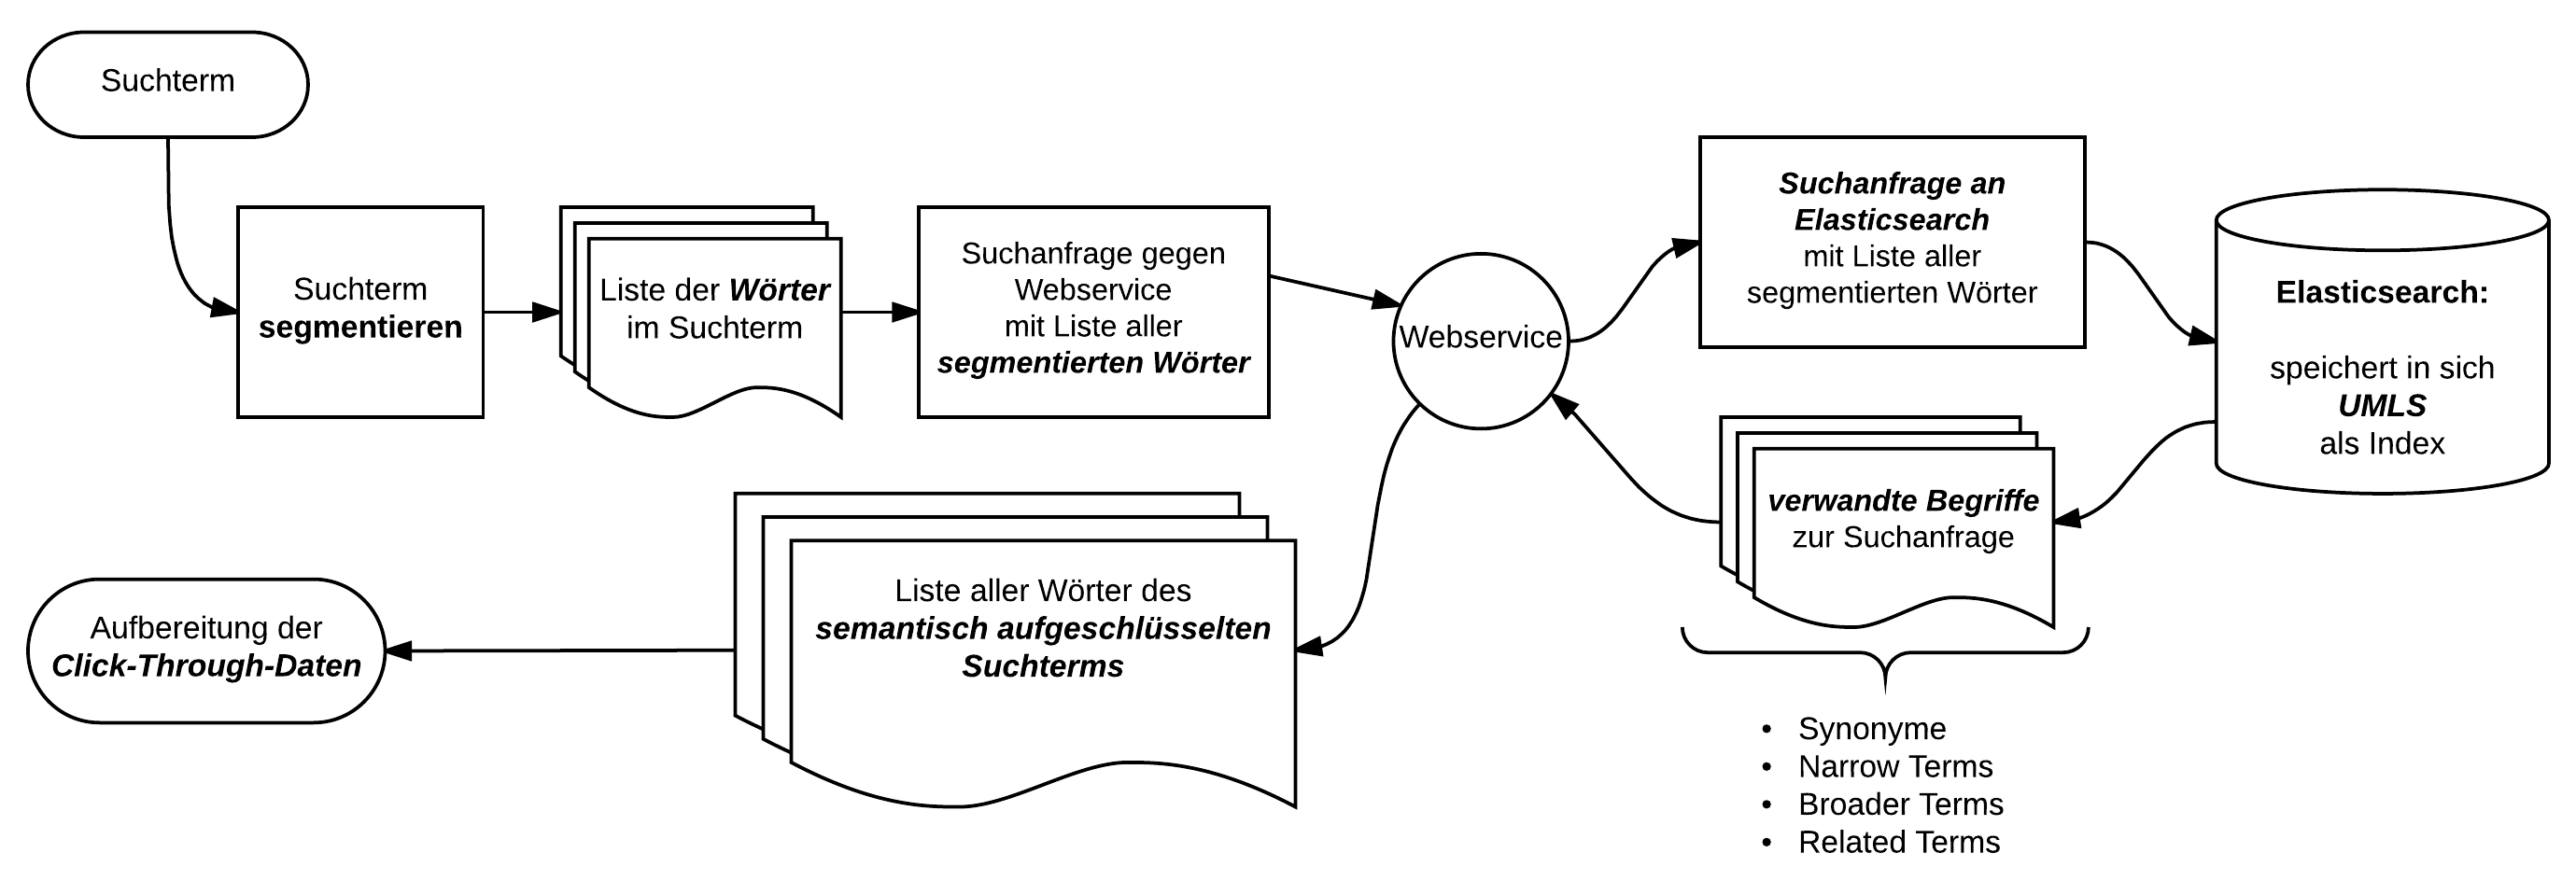 Suchterm
Suchterm
segmentieren
Liste der Wörter
im Suchterm
Suchanfrage gegen
Webservice
mit Liste aller
segmentierten Wörter
Webservice
Suchanfrage an
Elasticsearch
mit Liste aller
segmentierten Wörter
Elasticsearch:
speichert in sich
UMLS
als Index
verwandte Begriffe
zur Suchanfrage
• Synonyme
• Narrow Terms
• Broader Terms
• Related Terms
Liste aller Wörter des
semantisch aufgeschlüsselten
Suchterms
Aufbereitung der
Click-Through-Daten